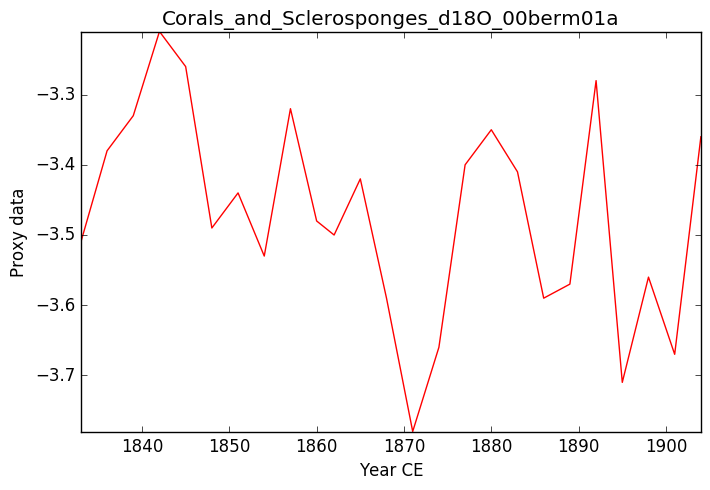 Corals_and_Sclerosponges_d18O_00berm01a
−3.3
−3.4
−3.5
−3.6
−3.7
Proxy data
1840 1850 1860 1870 1880 1890 1900
Year CE